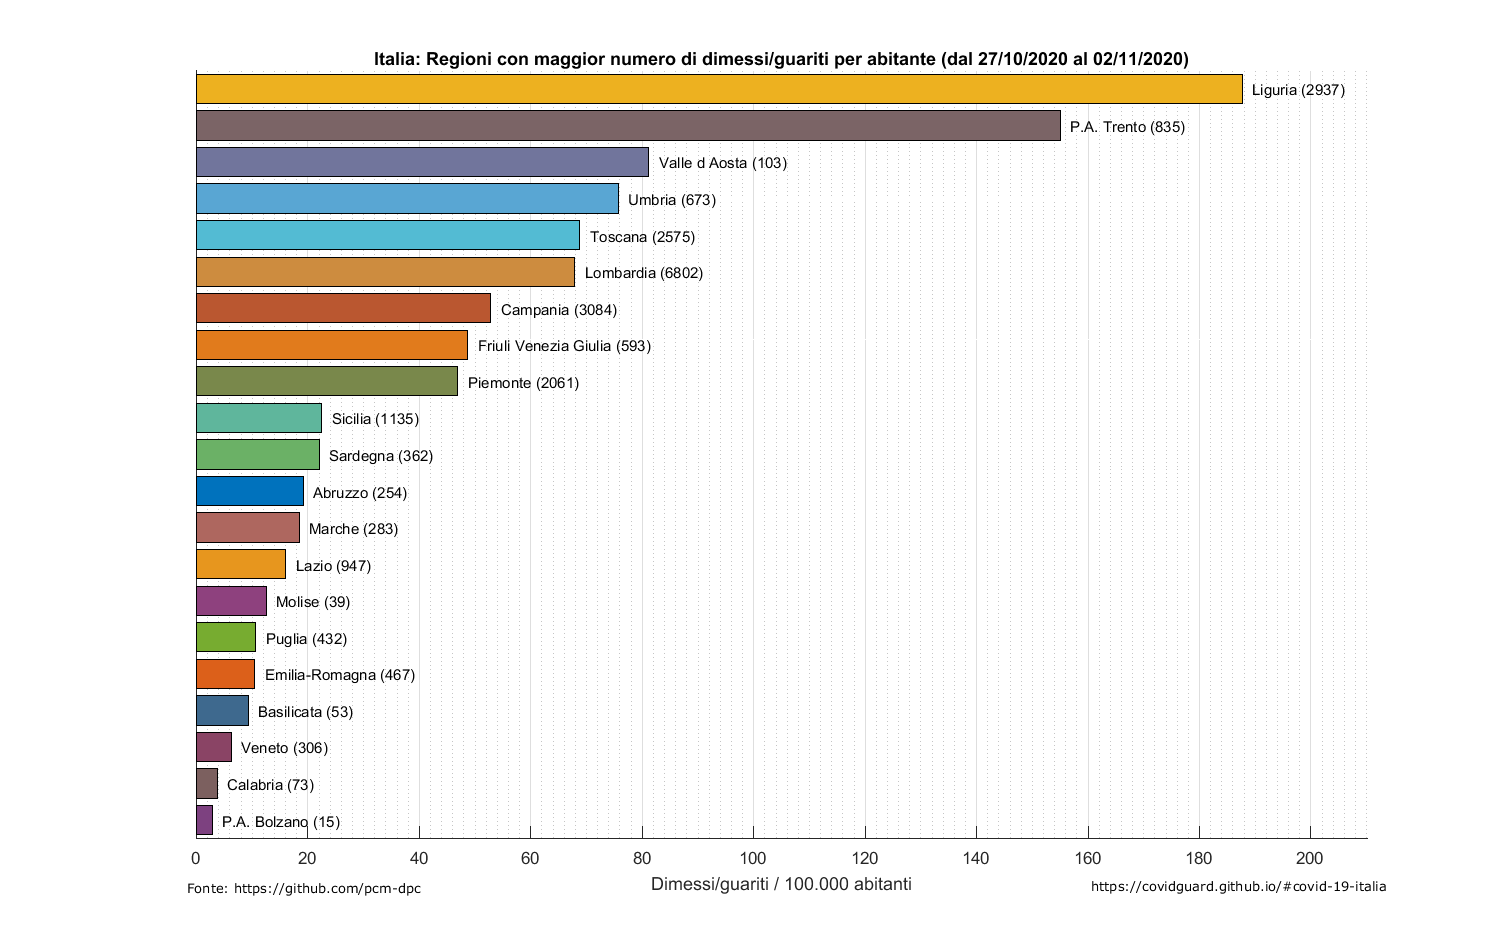 Italia: Regioni con maggior numero di dimessi/guariti per abitante (dal 27/10/2020 al 02/11/2020)
Liguria (2937)
P.A. Trento (835)
Valle d Aosta (103)
Umbria (673)
Toscana (2575)
Lombardia (6802)
Campania (3084)
Friuli Venezia Giulia (593)
Piemonte (2061)
Sicilia (1135)
Sardegna (362)
Abruzzo (254)
Marche (283)
Lazio (947)
Molise (39)
Puglia (432)
Emilia-Romagna (467)
Basilicata (53)
Veneto (306)
Calabria (73)
P.A. Bolzano (15)
0 20 40 60 80 100 120 140 160 180 200
Dimessi/guariti / 100.000 abitanti
Fonte: https://github.com/pcm-dpc
https://covidguard.github.io/#covid-19-italia